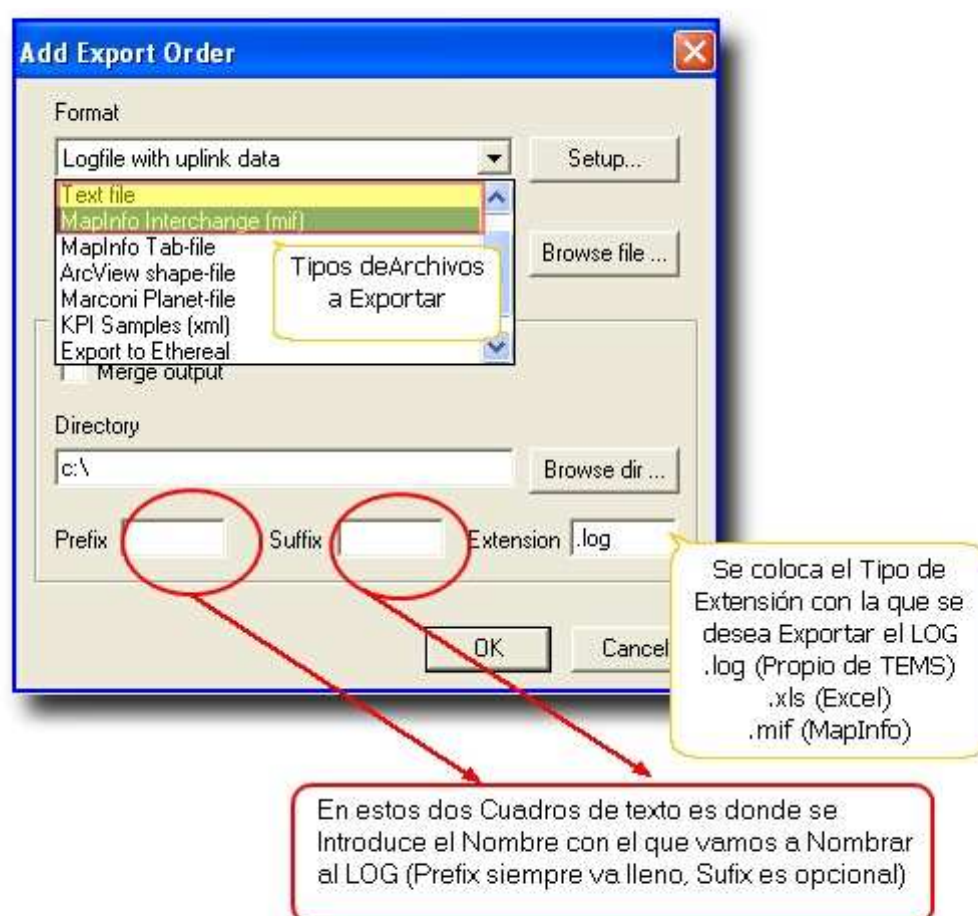 Add Export Order
Format
Logfile with uplink data
Setup...
Text file
MapInfo Interchange (mif)
MapInfo Tab-file
ArcView shape-file
Marconi Planet-file
KPI Samples (xml)
Export to Ethereal
Tipos deArchivos
a Exportar
Browse file ...
Merge output
Directory
c:\
Browse dir ...
Prefix
Suffix
Extension
.log
OK
Cancel
Se coloca el Tipo de
Extensión con la que se
desea Exportar el LOG
.log (Propio de TEMS)
.xls (Excel)
.mif (MapInfo)
En estos dos Cuadros de texto es donde se
Introduce el Nombre con el que vamos a Nombrar
al LOG (Prefix siempre va lleno, Sufix es opcional)